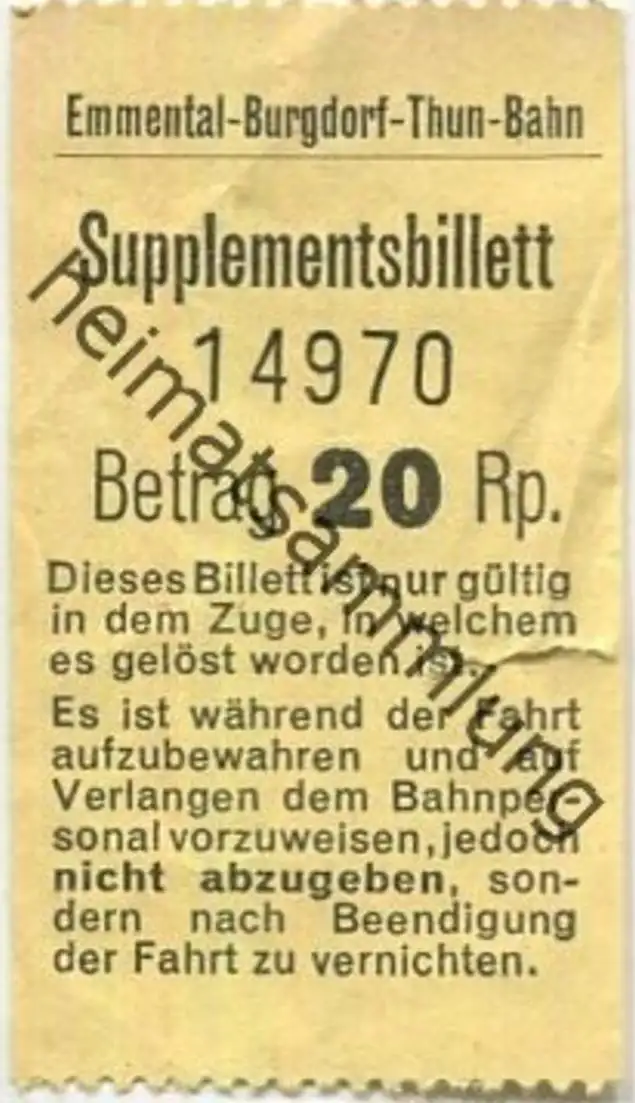 Emmental-Burgdorf-Thun-Bahn
Supplementsbillett
14970
Betrag 20 Rp.
Dieses Billett ist nur gültig
in dem Zuge, in welchem
es gelöst worden ist.
Es ist während der Fahrt
aufzubewahren und auf
Verlangen dem Bahnper-
sonal vorzuweisen, jedoch
nicht abzugeben, son-
dern nach Beendigung
der Fahrt zu vernichten.
heimatsammlung